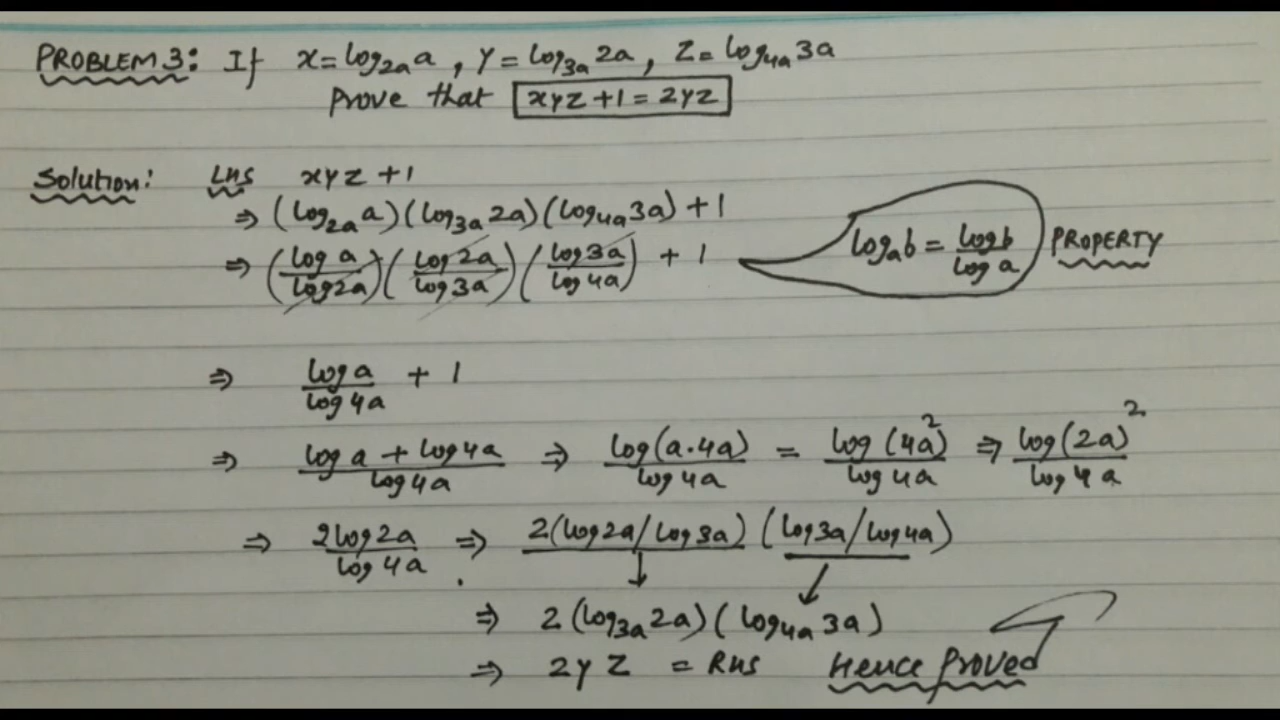 PROBLEM 3: If x = log₂ₐ a , y = log₃ₐ 2a , z = log₄ₐ 3a
Prove that xyz + 1 = 2yz
Solution: LHS xyz + 1
⇒ (log₂ₐ a)(log₃ₐ 2a)(log₄ₐ 3a) + 1
⇒ (log a / log 2a)(log 2a / log 3a)(log 3a / log 4a) + 1
logₐ b = log b / log a PROPERTY
⇒ log a / log 4a + 1
⇒ log a + log 4a / log 4a ⇒ log(a·4a) / log 4a = log(4a²) / log 4a ⇒ log(2a)² / log 4a
⇒ 2 log 2a / log 4a ⇒ 2(log 2a / log 3a)(log 3a / log 4a)
⇒ 2(log₃ₐ 2a)(log₄ₐ 3a)
⇒ 2yz = RHS Hence Proved